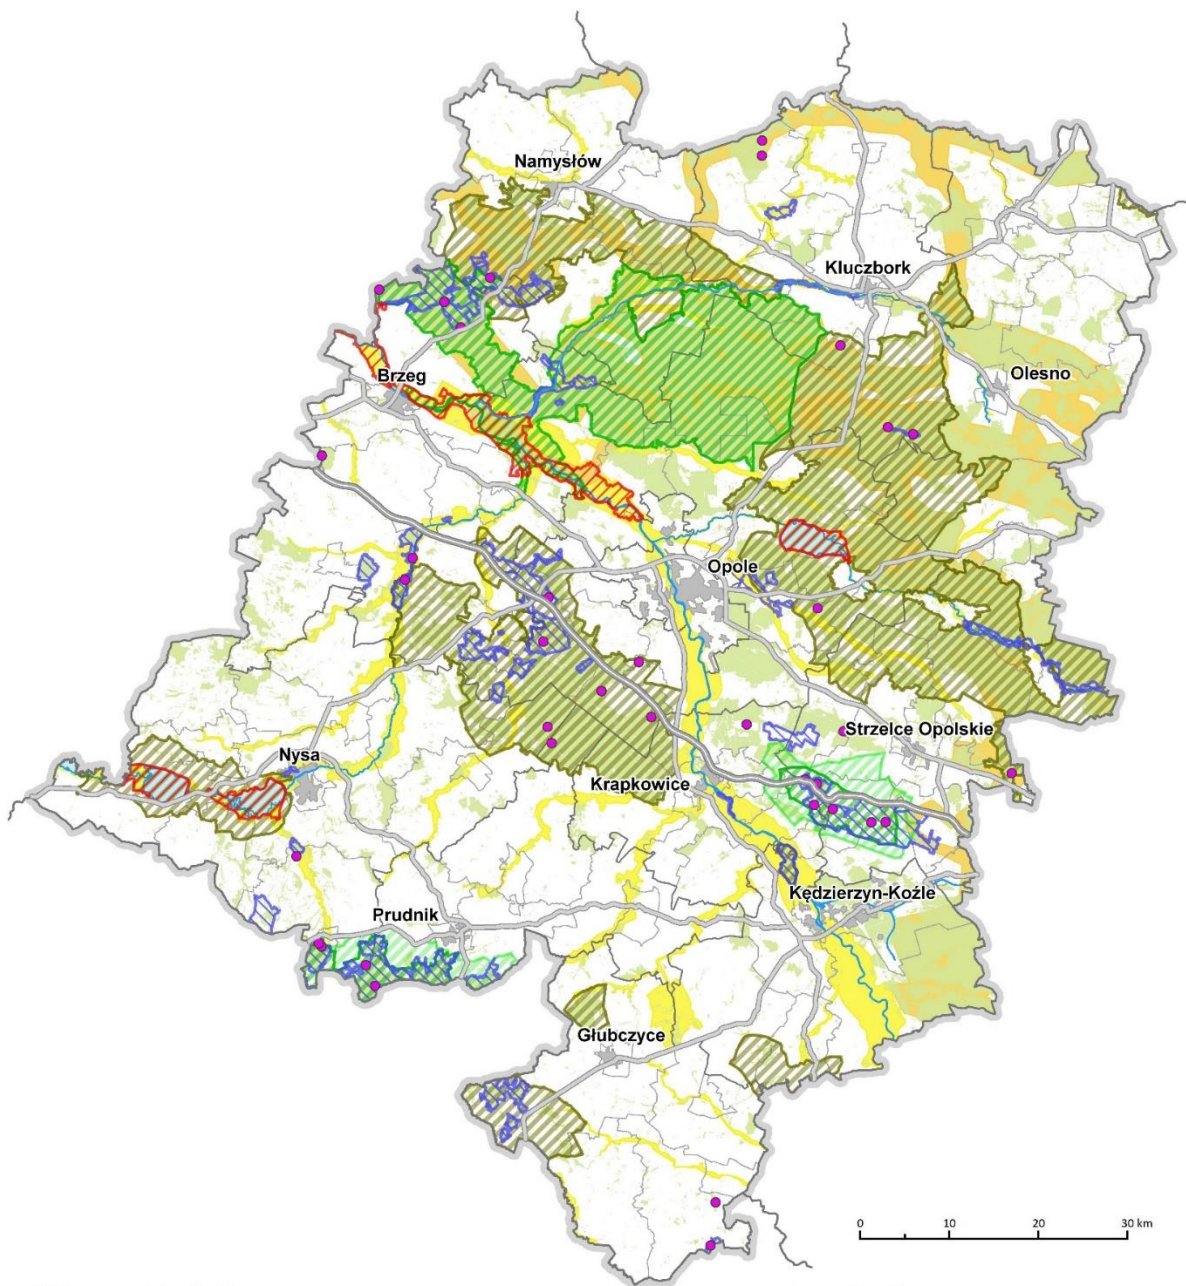 Namysłów
Kluczbork
Olesno
Brzeg
Opole
Strzelce Opolskie
Nysa
Krapkowice
Kędzierzyn-Koźle
Prudnik
Głubczyce
0 10 20 30 km